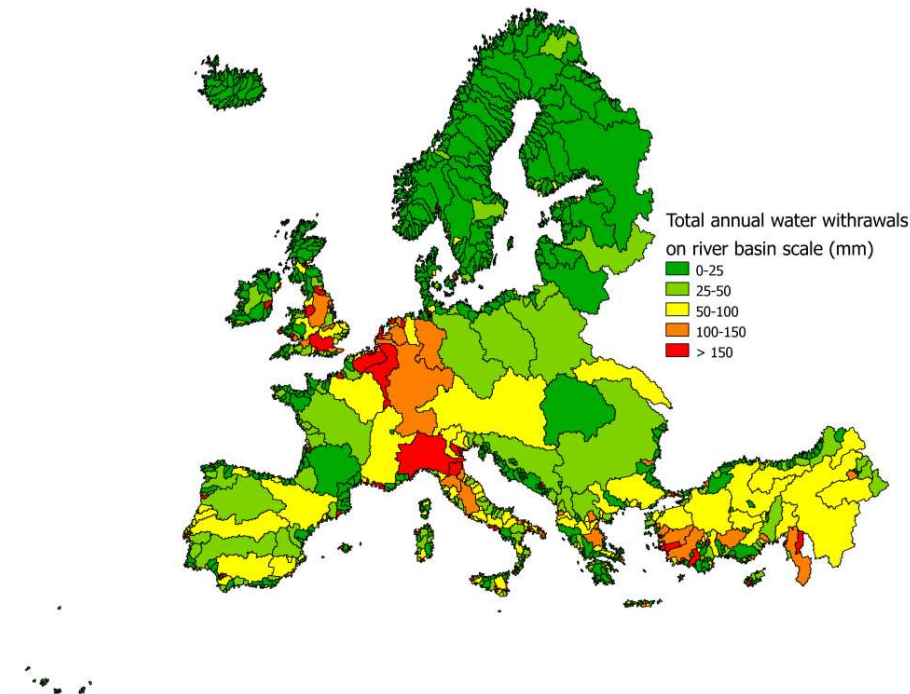 Total annual water withrawals
on river basin scale (mm)
0-25
25-50
50-100
100-150
> 150